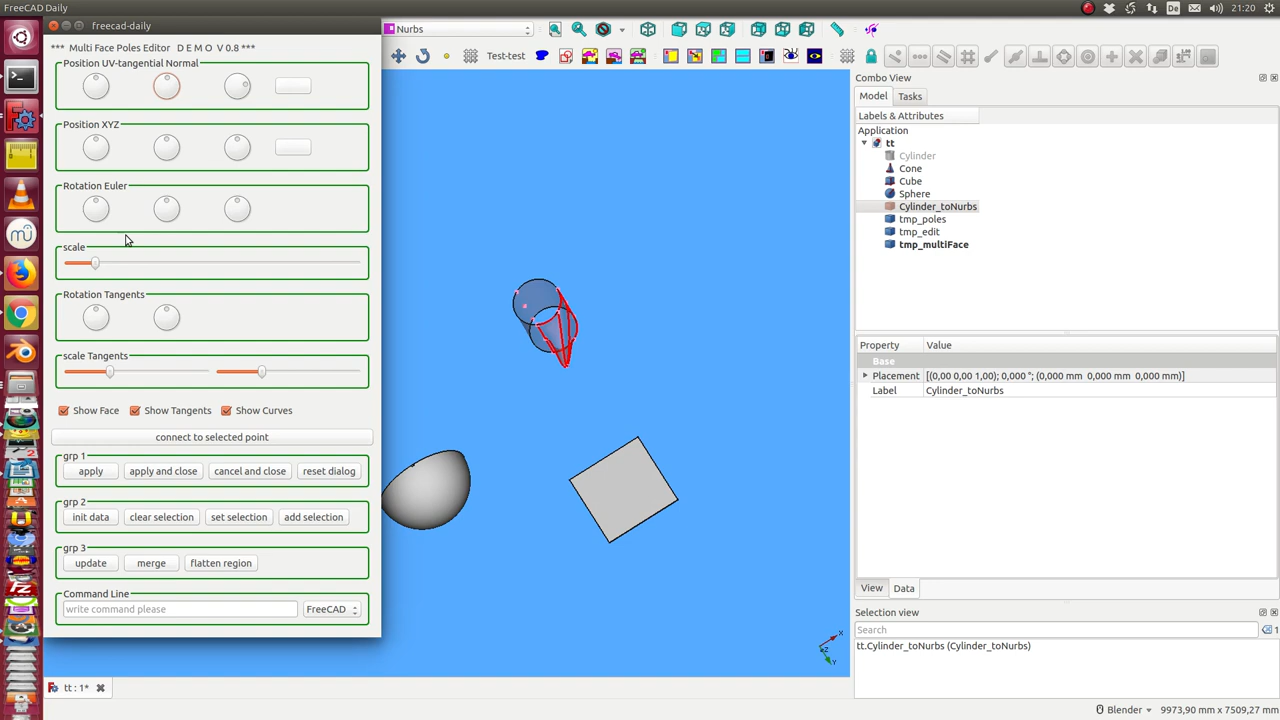 FreeCAD Daily
De
21:20
freecad-daily
*** Multi Face Poles Editor D E M O V 0.8 ***
Position UV-tangential Normal
Position XYZ
Rotation Euler
scale
Rotation Tangents
scale Tangents
Show Face
Show Tangents
Show Curves
connect to selected point
grp 1
apply
apply and close
cancel and close
reset dialog
grp 2
init data
clear selection
set selection
add selection
grp 3
update
merge
flatten region
Command Line
write command please
FreeCAD
Nurbs
Test-test
X
Z
Y
tt : 1*
Combo View
Model
Tasks
Labels & Attributes
Application
tt
Cylinder
Cone
Cube
Sphere
Cylinder_toNurbs
tmp_poles
tmp_edit
tmp_multiFace
Property
Value
Base
Placement
[(0,00 0,00 1,00); 0,000 °; (0,000 mm 0,000 mm 0,000 mm)]
Label
Cylinder_toNurbs
View
Data
Selection view
Search
1
tt.Cylinder_toNurbs (Cylinder_toNurbs)
Blender
9973,90 mm x 7509,27 mm